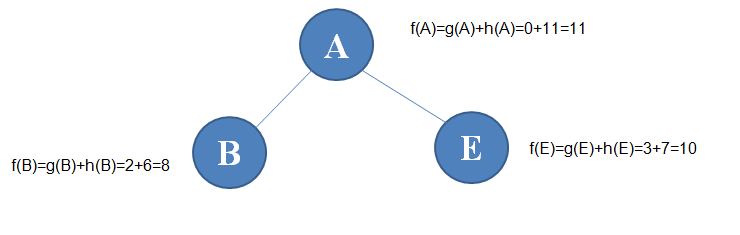 f(A)=g(A)+h(A)=0+11=11
A
B
E
f(E)=g(E)+h(E)=3+7=10
f(B)=g(B)+h(B)=2+6=8